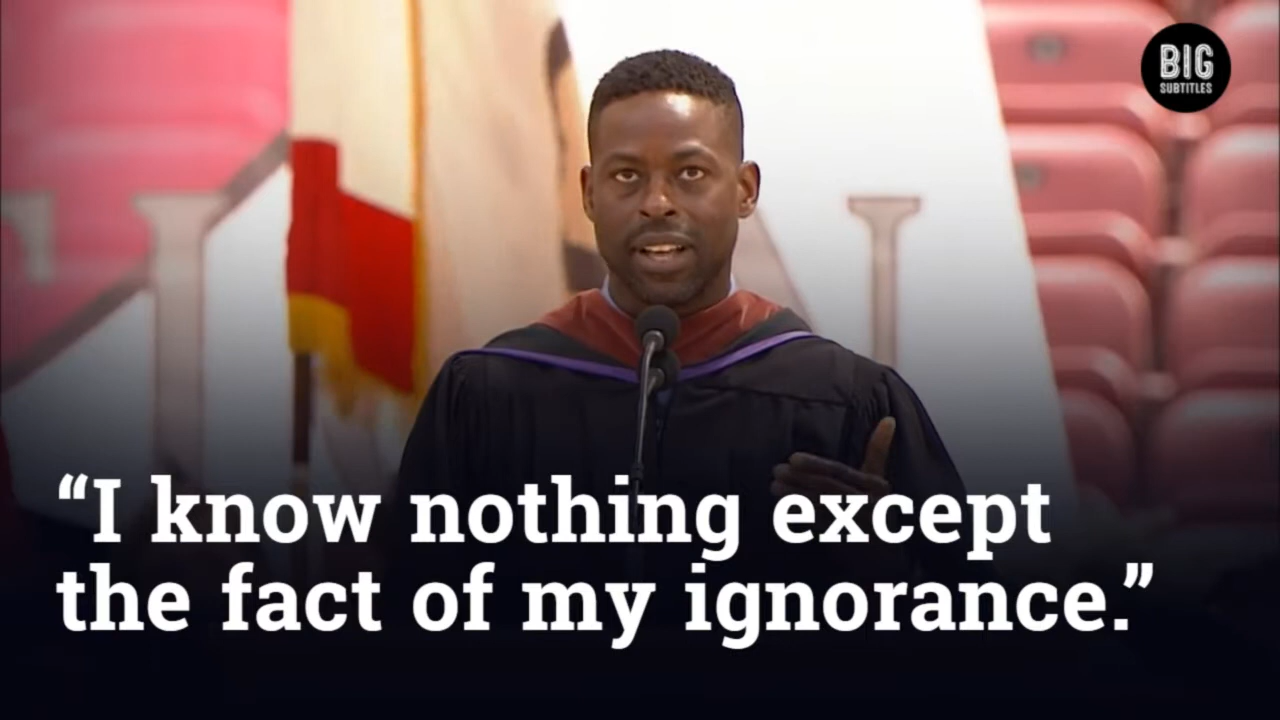 BIG
SUBTITLES
“I know nothing except
the fact of my ignorance.”